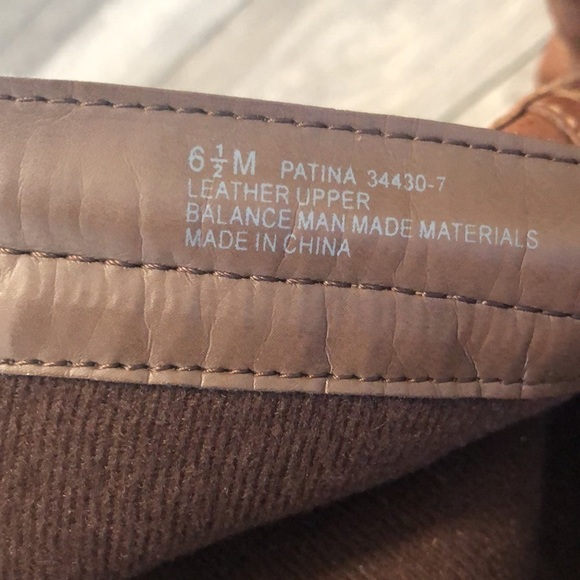 6½M PATINA 34430-7
LEATHER UPPER
BALANCE MAN MADE MATERIALS
MADE IN CHINA